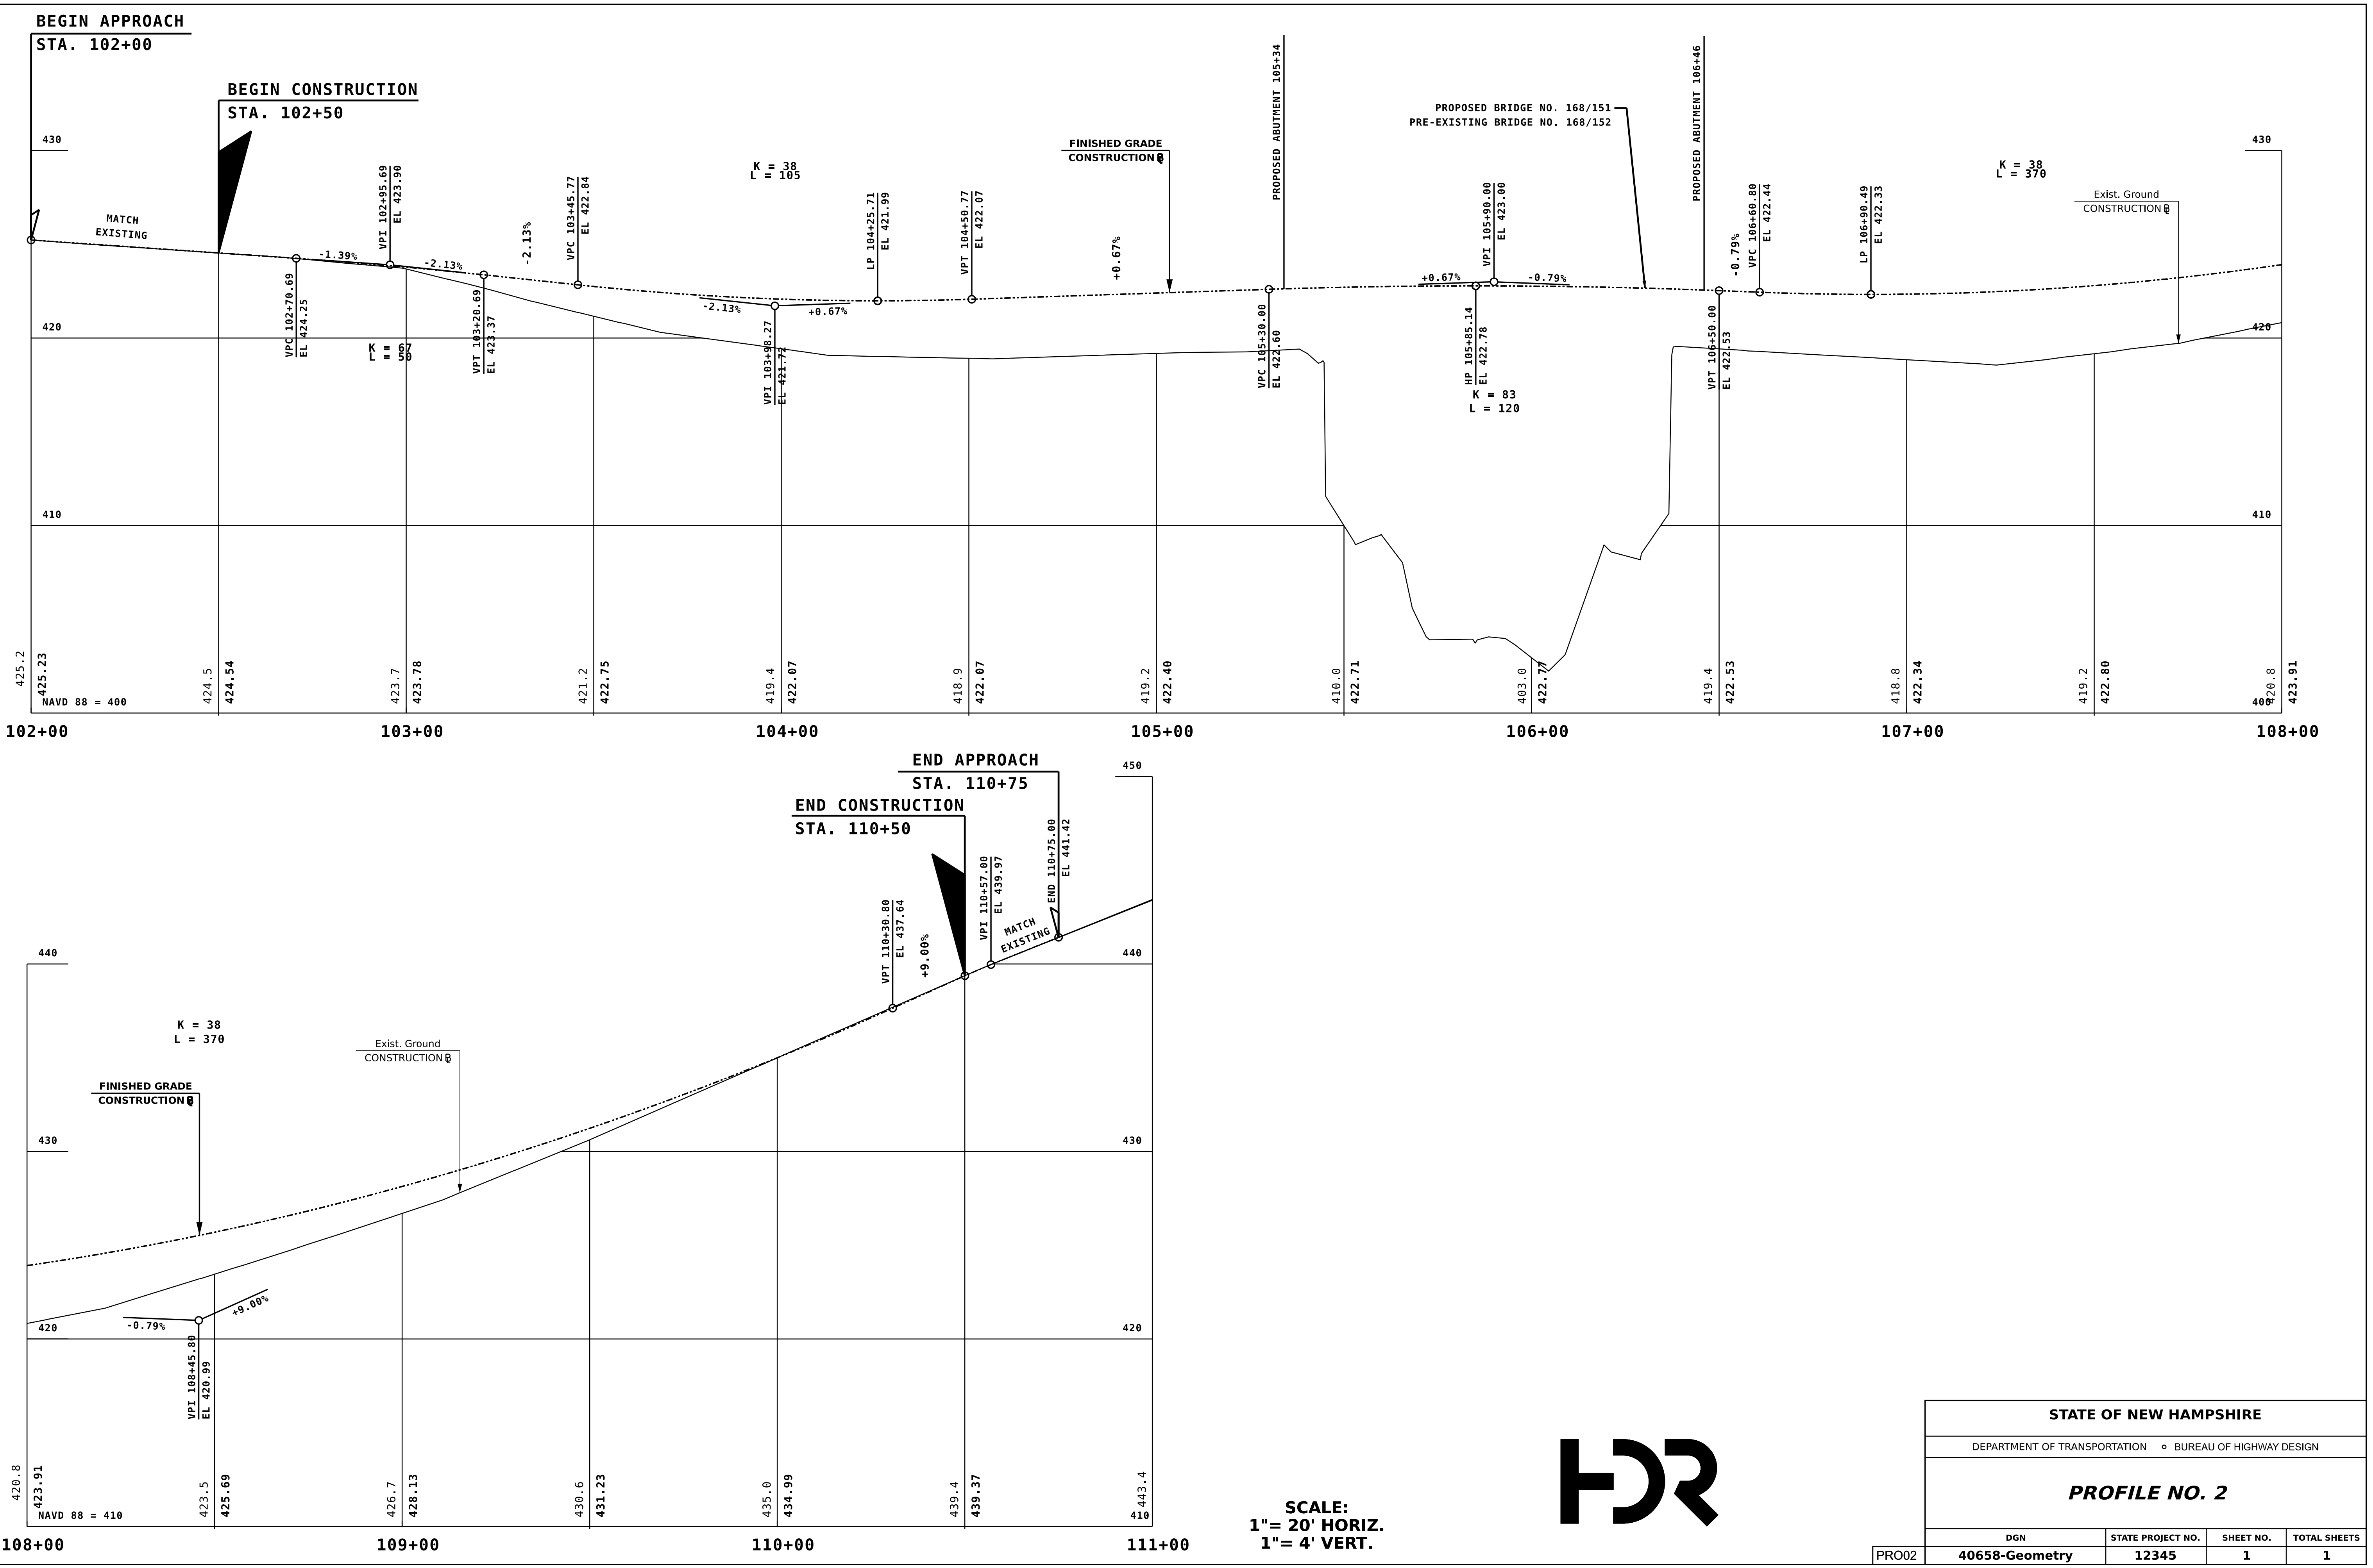 BEGIN APPROACH
STA. 102+00
BEGIN CONSTRUCTION
STA. 102+50
430
MATCH
EXISTING
-1.39%
VPC 102+70.69
EL 424.25
VPI 102+95.69
EL 423.90
-2.13%
K = 67
L = 50
VPT 103+20.69
EL 423.37
-2.13%
VPC 103+45.77
EL 422.84
K = 38
L = 105
-2.13%
VPI 103+98.27
EL 421.72
+0.67%
LP 104+25.71
EL 421.99
VPT 104+50.77
EL 422.07
+0.67%
FINISHED GRADE
CONSTRUCTION ℄
VPC 105+30.00
EL 422.60
PROPOSED ABUTMENT 105+34
PROPOSED BRIDGE NO. 168/151
PRE-EXISTING BRIDGE NO. 168/152
+0.67%
VPI 105+90.00
EL 423.00
-0.79%
HP 105+85.14
EL 422.78
K = 83
L = 120
PROPOSED ABUTMENT 106+46
VPT 106+50.00
EL 422.53
-0.79%
VPC 106+60.80
EL 422.44
LP 106+90.49
EL 422.33
K = 38
L = 370
Exist. Ground
CONSTRUCTION ℄
430
420
420
410
410
425.2
425.23
424.5
424.54
423.7
423.78
421.2
422.75
419.4
422.07
418.9
422.07
419.2
422.40
410.0
422.71
403.0
422.77
419.4
422.53
418.8
422.34
419.2
422.80
420.8
423.91
NAVD 88 = 400
400
102+00
103+00
104+00
105+00
106+00
107+00
108+00
END APPROACH
STA. 110+75
END CONSTRUCTION
STA. 110+50
450
VPT 110+30.80
EL 437.64
+9.00%
VPI 110+57.00
EL 439.97
MATCH
EXISTING
END 110+75.00
EL 441.42
440
440
K = 38
L = 370
Exist. Ground
CONSTRUCTION ℄
FINISHED GRADE
CONSTRUCTION ℄
430
430
-0.79%
+9.00%
VPI 108+45.80
EL 420.99
420
420
420.8
423.91
423.5
425.69
426.7
428.13
430.6
431.23
435.0
434.99
439.4
439.37
443.4
NAVD 88 = 410
410
108+00
109+00
110+00
111+00
SCALE:
1"= 20' HORIZ.
1"= 4' VERT.
HDR
STATE OF NEW HAMPSHIRE
DEPARTMENT OF TRANSPORTATION ∘ BUREAU OF HIGHWAY DESIGN
PROFILE NO. 2
DGN STATE PROJECT NO. SHEET NO. TOTAL SHEETS
PRO02 40658-Geometry 12345 1 1